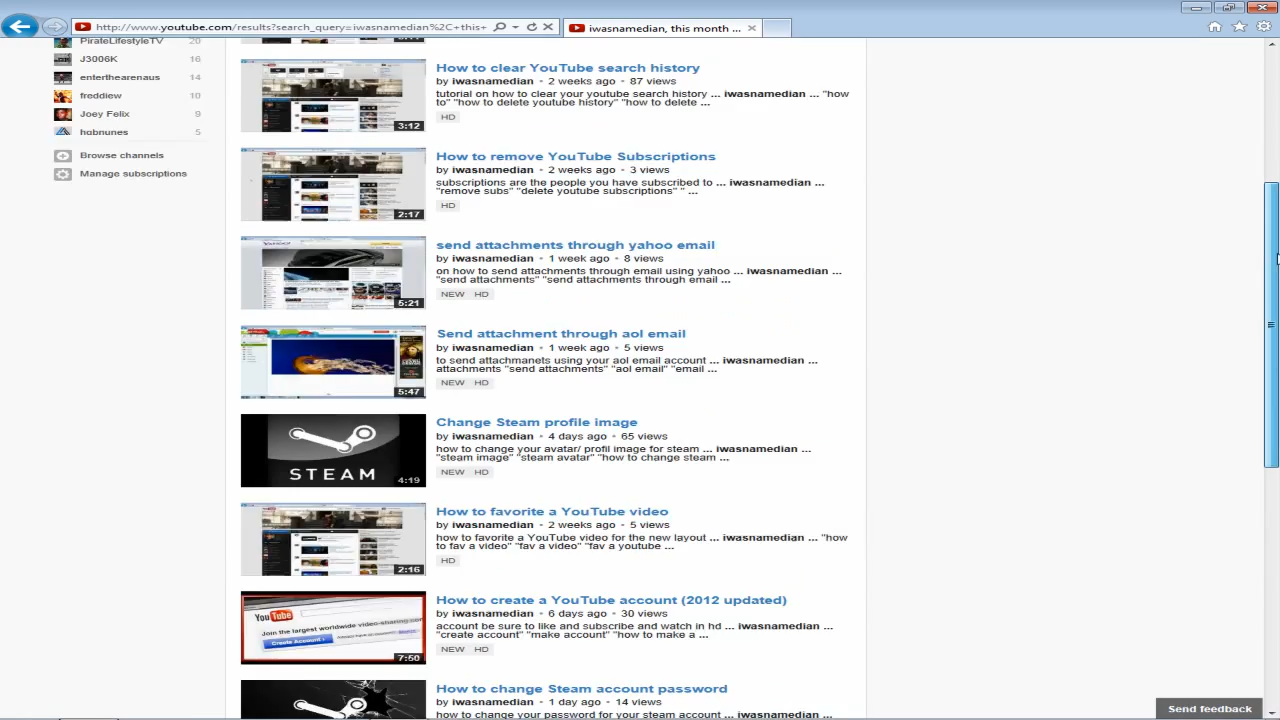 http://www.youtube.com/results?search_query=iwasnamedian%2C+this+
iwasnamedian, this month ...
PirateLifestyleTV 20
J3006K 16
enterthearenaus 14
freddiew 10
Joey Felix 9
habnunes 5
Browse channels
Manage subscriptions
How to clear YouTube search history
by iwasnamedian • 2 weeks ago • 87 views
tutorial on how to clear your youtube search history ... iwasnamedian ... "how
to" "how to delete youtube history" "how to delete ...
HD
3:12
How to remove YouTube Subscriptions
by iwasnamedian • 2 weeks ago • 3 views
subscriptions are the people you have subscribed to ... iwasnamedian ...
"remove subs" "delete youtube subscriptions" " ...
HD
2:17
send attachments through yahoo email
by iwasnamedian • 1 week ago • 8 views
on how to send attachments through email using yahoo ... iwasnamedian ...
"send attachments" "send attachments through email ...
NEW HD
5:21
Send attachment through aol email
by iwasnamedian • 1 week ago • 5 views
to send attachamnets using your aol email account ... iwasnamedian ...
attachments "send attachments" "aol email" "email ...
NEW HD
5:47
Change Steam profile image
by iwasnamedian • 4 days ago • 65 views
how to change your avatar/ profil image for steam ... iwasnamedian ...
"steam image" "steam avatar" "how to change steam ...
NEW HD
STEAM
4:19
How to favorite a YouTube video
by iwasnamedian • 2 weeks ago • 5 views
how to favorite a YouTube video for the new layout ... iwasnamedian ... "how
to fav a video" "fav a video" "fav a youtube ...
HD
2:16
How to create a YouTube account (2012 updated)
by iwasnamedian • 6 days ago • 30 views
account be sure to like and subscribe and watch in hd ... iwasnamedian ...
"create account" "make account" "how to make a ...
NEW HD
YouTube
Join the largest worldwide video-sharing com
Create Account ›
7:50
How to change Steam account password
by iwasnamedian • 1 day ago • 14 views
how to change your password for your steam account ... iwasnamedian ...
Send feedback